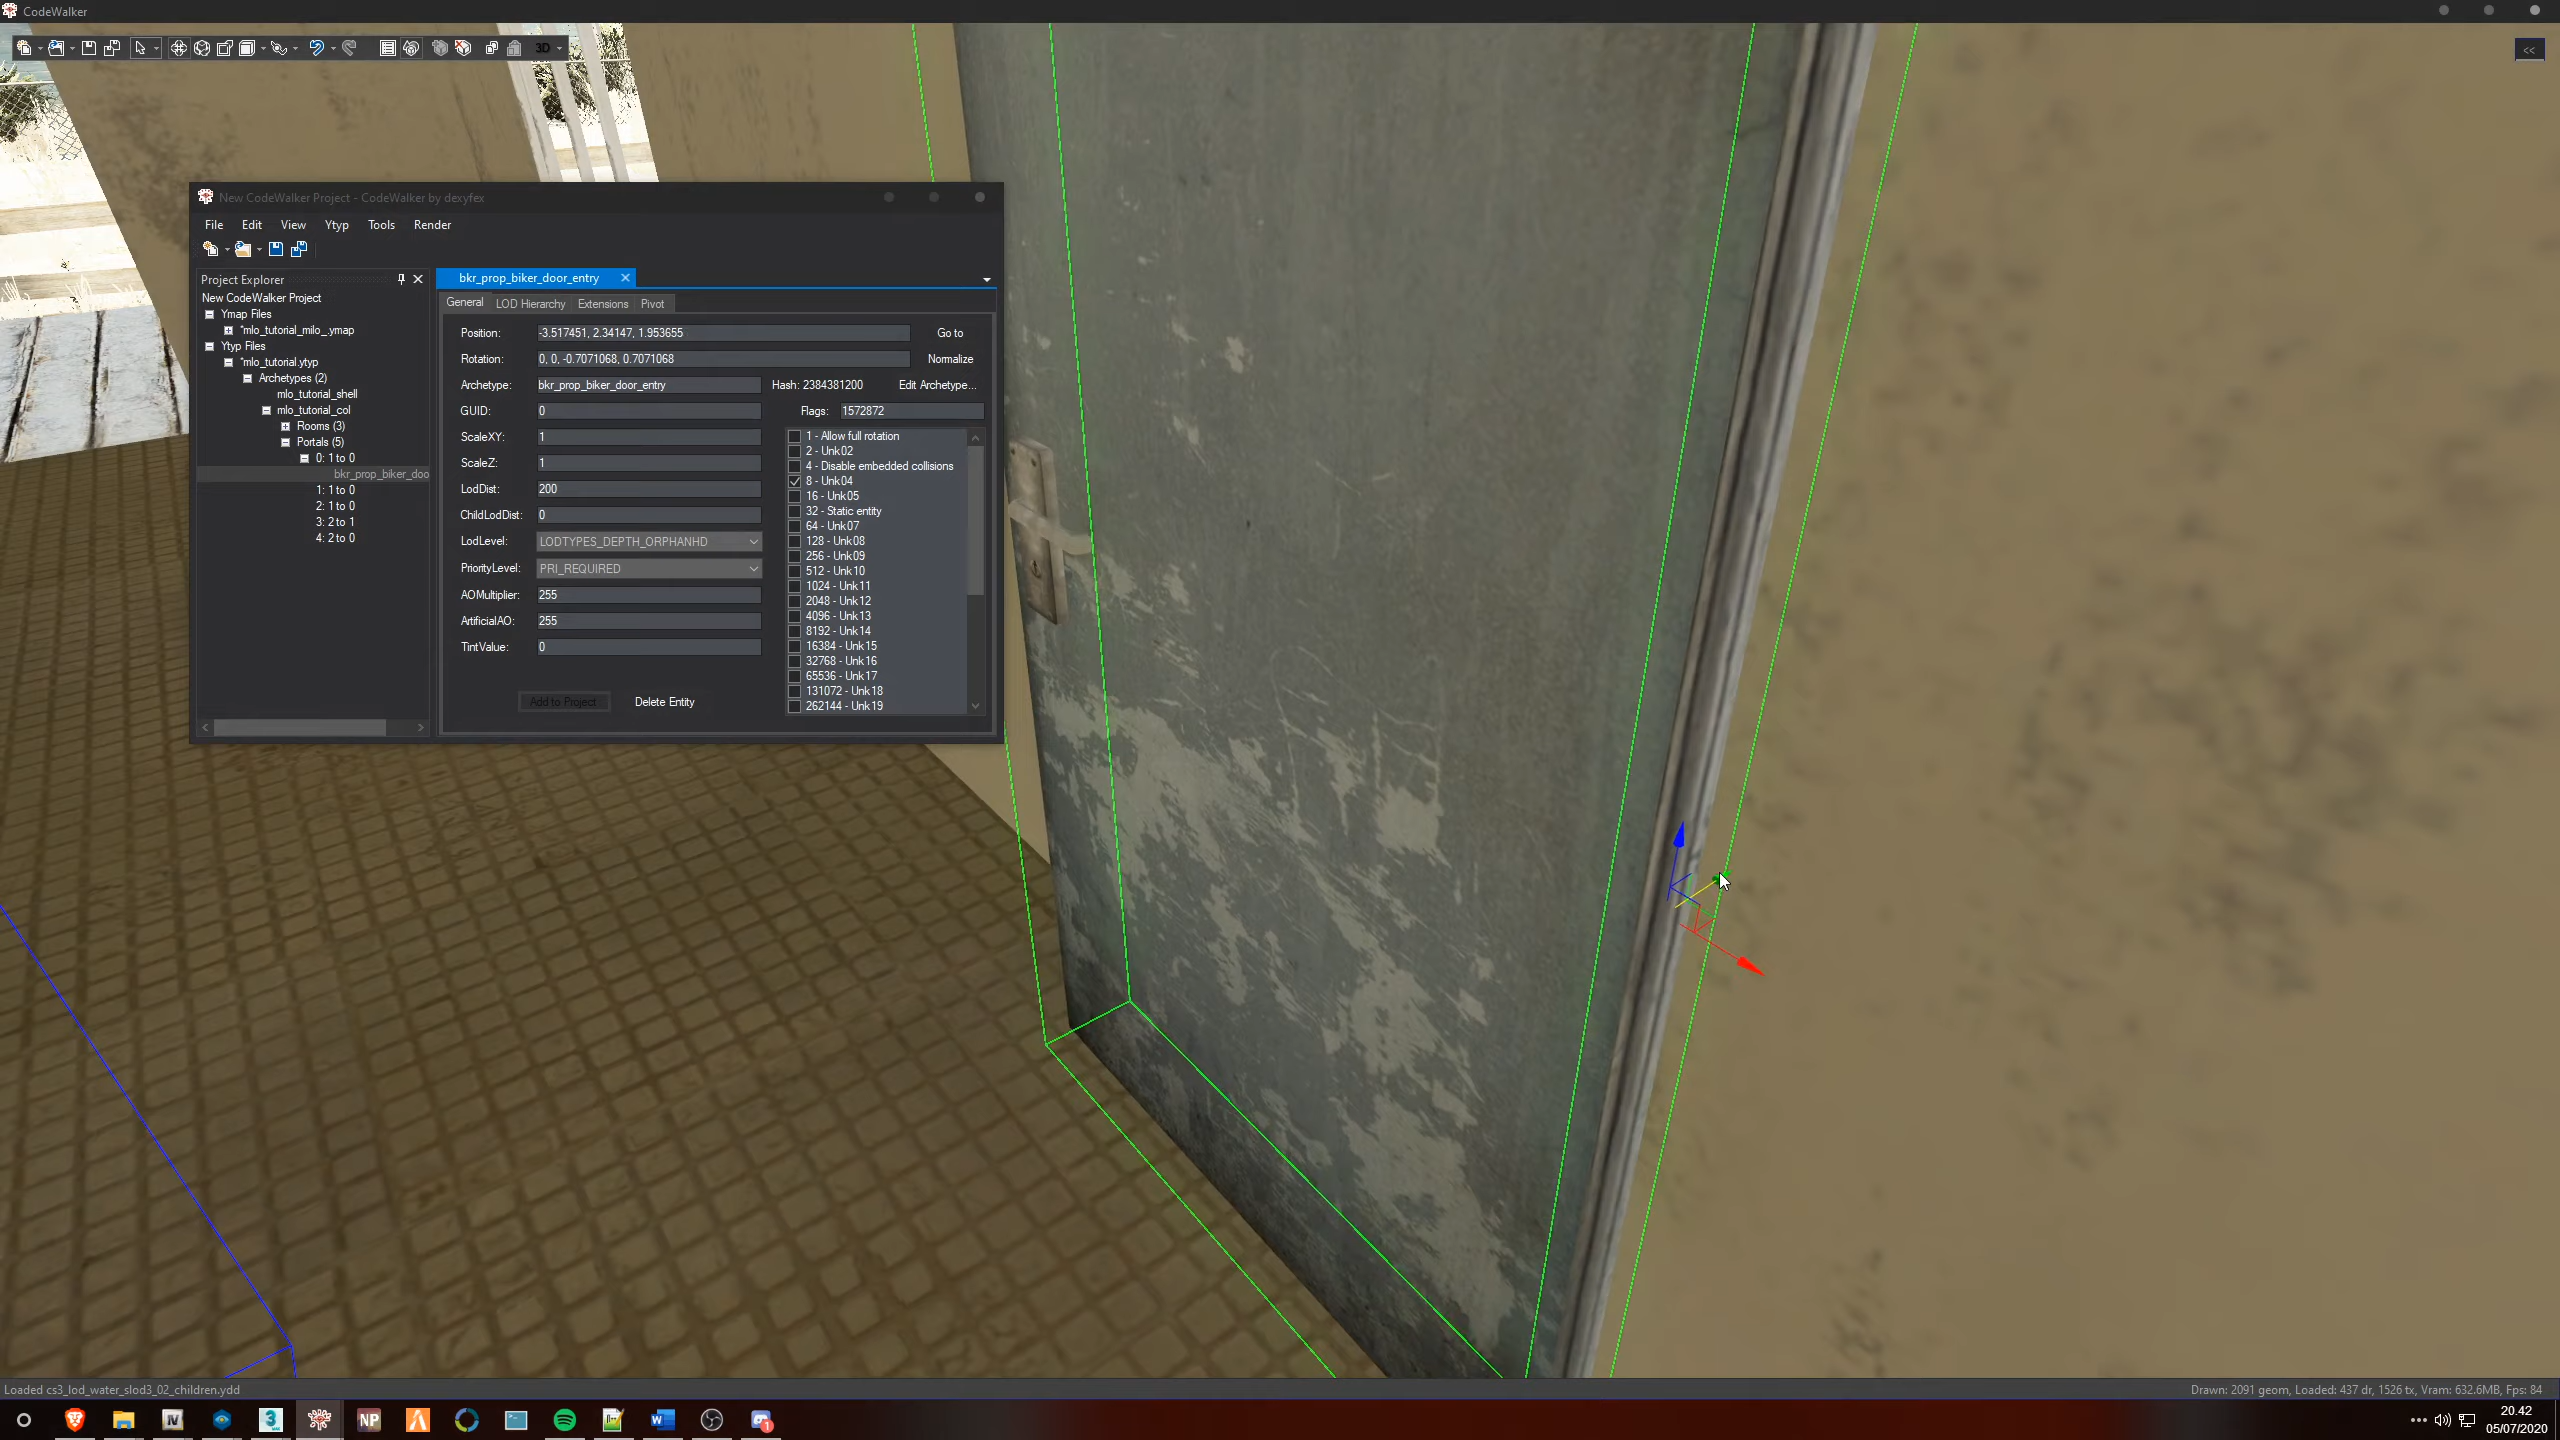 CodeWalker
3D
<<
New CodeWalker Project - CodeWalker by dexyfex
File Edit View Ytyp Tools Render
Project Explorer
New CodeWalker Project
Ymap Files
*mlo_tutorial_milo_.ymap
Ytyp Files
*mlo_tutorial.ytyp
Archetypes (2)
mlo_tutorial_shell
mlo_tutorial_col
Rooms (3)
Portals (5)
0: 1 to 0
bkr_prop_biker_doo
1: 1 to 0
2: 1 to 0
3: 2 to 1
4: 2 to 0
bkr_prop_biker_door_entry
General LOD Hierarchy Extensions Pivot
Position: -3.517451, 2.34147, 1.953655 Go to
Rotation: 0, 0, -0.7071068, 0.7071068 Normalize
Archetype: bkr_prop_biker_door_entry Hash: 2384381200 Edit Archetype...
GUID: 0 Flags: 1572872
ScaleXY: 1
ScaleZ: 1
LodDist: 200
ChildLodDist: 0
LodLevel: LODTYPES_DEPTH_ORPHANHD
PriorityLevel: PRI_REQUIRED
AOMultiplier: 255
ArtificialAO: 255
TintValue: 0
Add to Project Delete Entity
1 - Allow full rotation
2 - Unk02
4 - Disable embedded collisions
8 - Unk04
16 - Unk05
32 - Static entity
64 - Unk07
128 - Unk08
256 - Unk09
512 - Unk10
1024 - Unk11
2048 - Unk12
4096 - Unk13
8192 - Unk14
16384 - Unk15
32768 - Unk16
65536 - Unk17
131072 - Unk18
262144 - Unk19
Loaded cs3_lod_water_slod3_02_children.ydd
Drawn: 2091 geom, Loaded: 437 dr, 1526 tx, Vram: 632.6MB, Fps: 84
IV
3
NP
1
20.42
05/07/2020